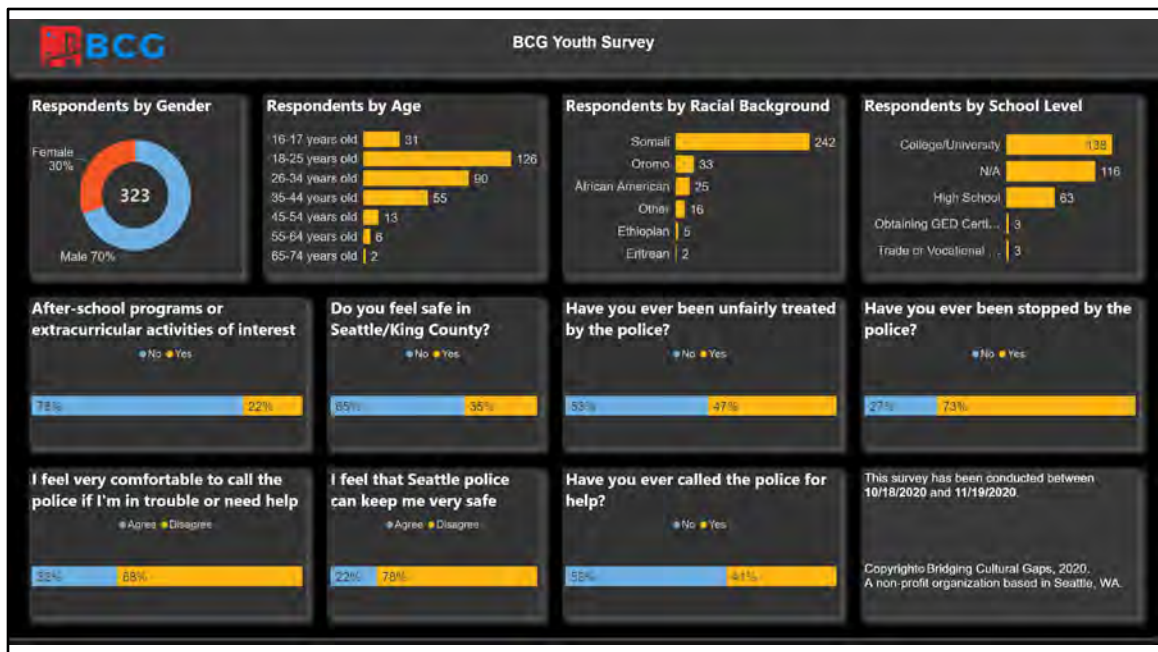 BCG
BCG Youth Survey
Respondents by Gender
Female
30%
323
Male 70%
Respondents by Age
16-17 years old 31
18-25 years old 126
26-34 years old 90
35-44 years old 55
45-54 years old 13
55-64 years old 6
65-74 years old 2
Respondents by Racial Background
Somali 242
Oromo 33
African American 25
Other 16
Ethiopian 5
Eritrean 2
Respondents by School Level
College/University 138
N/A 116
High School 63
Obtaining GED Certi... 3
Trade or Vocational ... 3
After-school programs or
extracurricular activities of interest
No Yes
78% 22%
Do you feel safe in
Seattle/King County?
No Yes
65% 35%
Have you ever been unfairly treated
by the police?
No Yes
53% 47%
Have you ever been stopped by the
police?
No Yes
27% 73%
I feel very comfortable to call the
police if I'm in trouble or need help
Agree Disagree
68%
I feel that Seattle police
can keep me very safe
Agree Disagree
22% 78%
Have you ever called the police for
help?
No Yes
41%
This survey has been conducted between
10/18/2020 and 11/19/2020.
Copyright© Bridging Cultural Gaps, 2020.
A non-profit organization based in Seattle, WA.